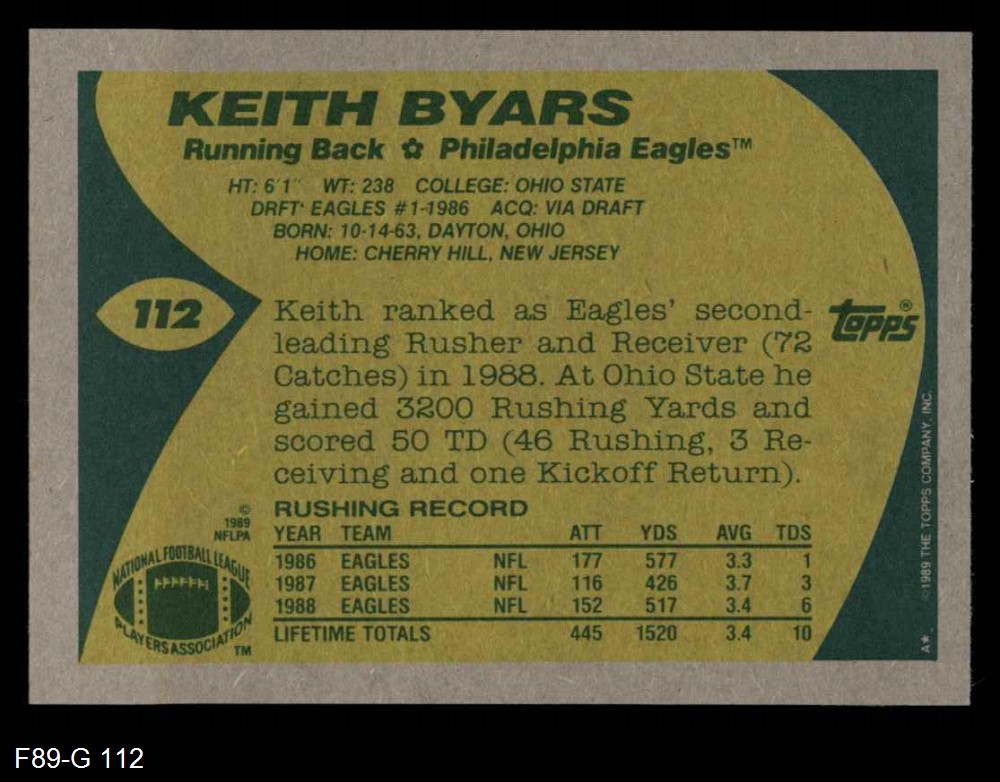 KEITH BYARS
Running Back ✿ Philadelphia Eagles™
HT: 6'1" WT: 238 COLLEGE: OHIO STATE
DRFT: EAGLES #1-1986 ACQ: VIA DRAFT
BORN: 10-14-63, DAYTON, OHIO
HOME: CHERRY HILL, NEW JERSEY
112
Keith ranked as Eagles' second-
leading Rusher and Receiver (72
Catches) in 1988. At Ohio State he
gained 3200 Rushing Yards and
scored 50 TD (46 Rushing, 3 Re-
ceiving and one Kickoff Return).
topps®
RUSHING RECORD
YEAR TEAM ATT YDS AVG TDS
1986 EAGLES NFL 177 577 3.3 1
1987 EAGLES NFL 116 426 3.7 3
1988 EAGLES NFL 152 517 3.4 6
LIFETIME TOTALS 445 1520 3.4 10
©
1989
NFLPA
NATIONAL FOOTBALL LEAGUE
PLAYERS ASSOCIATION
TM
©1989 THE TOPPS COMPANY, INC.
A*.
F89-G 112